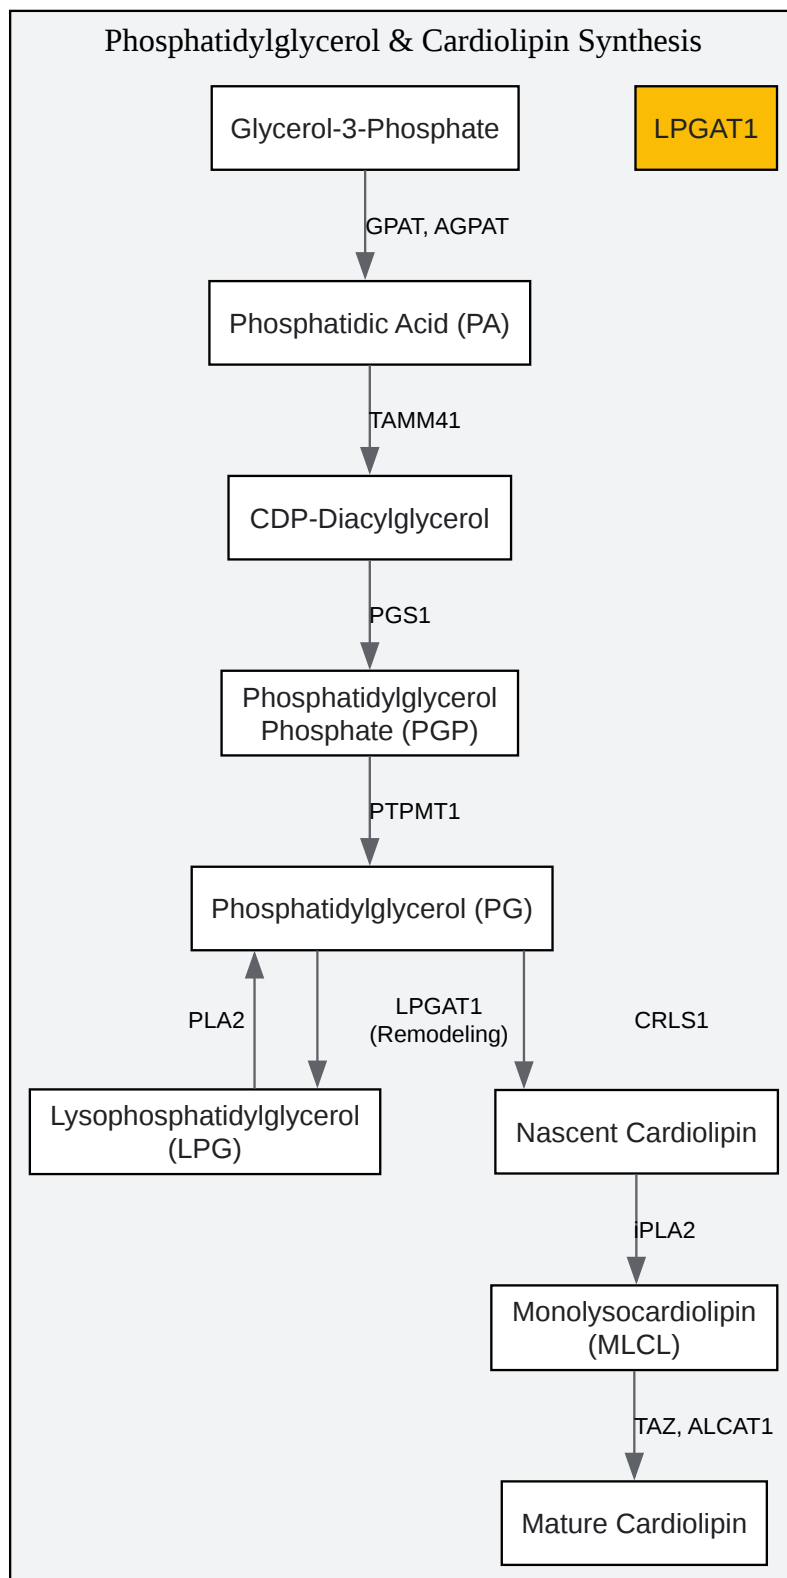 Phosphatidylglycerol & Cardiolipin Synthesis
Glycerol-3-Phosphate
LPGAT1
GPAT, AGPAT
Phosphatidic Acid (PA)
TAMM41
CDP-Diacylglycerol
PGS1
Phosphatidylglycerol
Phosphate (PGP)
PTPMT1
Phosphatidylglycerol (PG)
PLA2
LPGAT1
(Remodeling)
CRLS1
Lysophosphatidylglycerol
(LPG)
Nascent Cardiolipin
iPLA2
Monolysocardiolipin
(MLCL)
TAZ, ALCAT1
Mature Cardiolipin